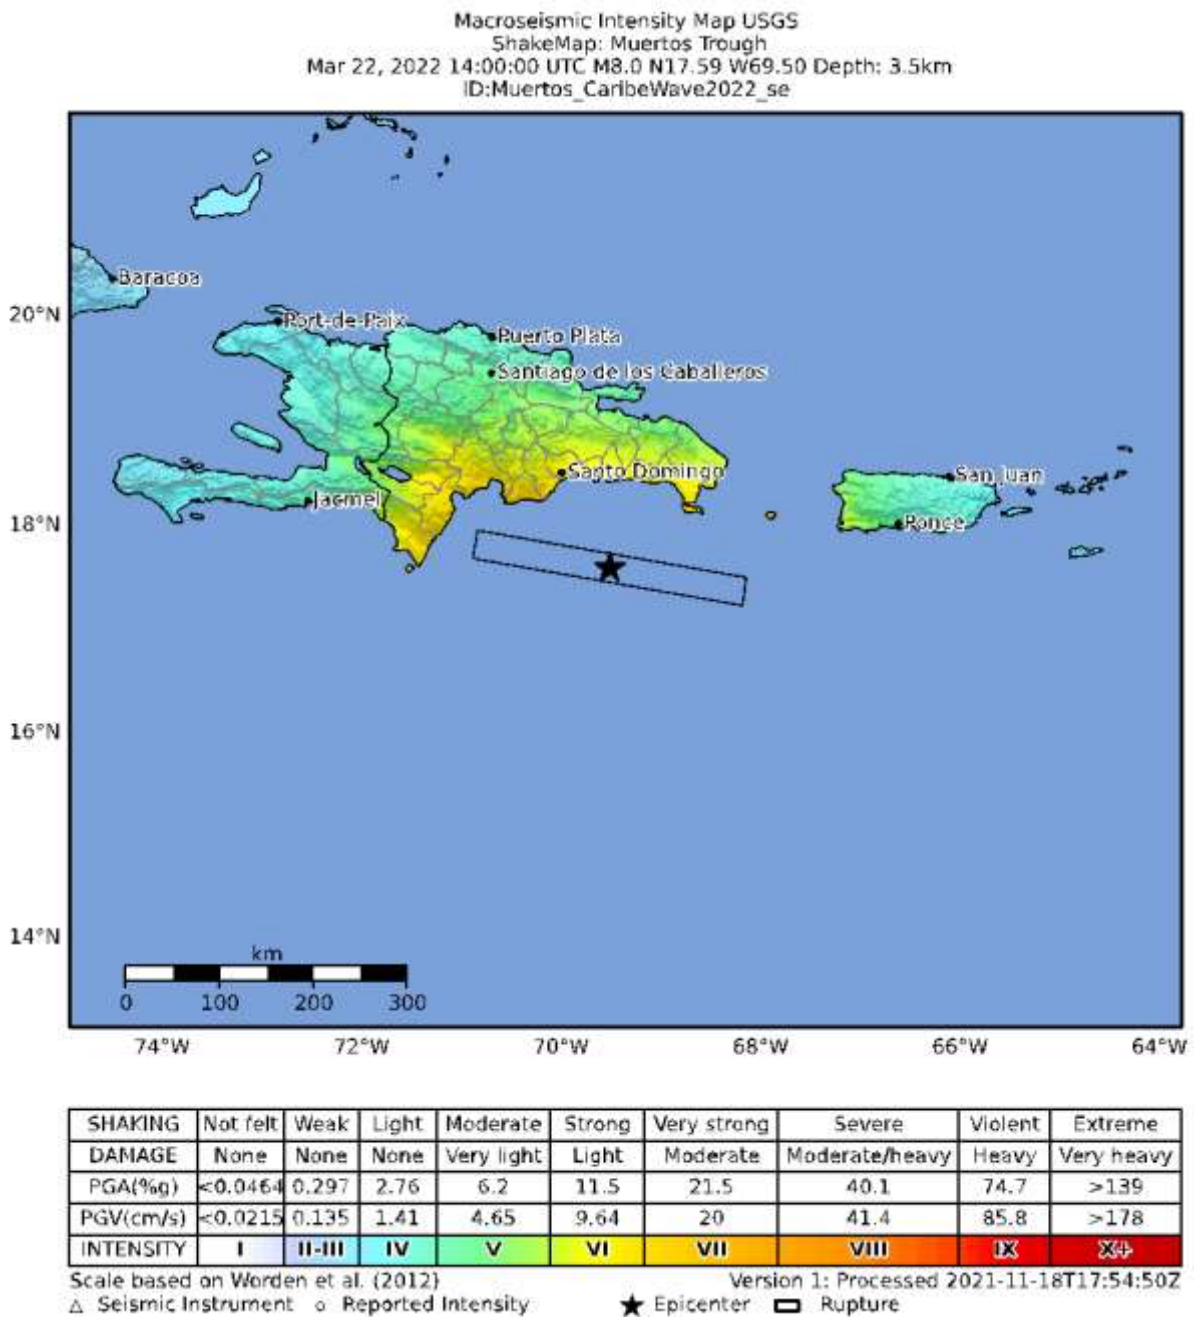 Macroseismic Intensity Map USGS
ShakeMap: Muertos Trough
Mar 22, 2022 14:00:00 UTC M8.0 N17.59 W69.50 Depth: 3.5km
ID:Muertos_CaribeWave2022_se
Baracoa
20°N
Port-de-Paix
Puerto Plata
Santiago de los Caballeros
Santo Domingo
San Juan
Jacmel
18°N
Ponce
16°N
14°N
km
0 100 200 300
74°W 72°W 70°W 68°W 66°W 64°W
SHAKING Not felt Weak Light Moderate Strong Very strong Severe Violent Extreme
DAMAGE None None None Very light Light Moderate Moderate/heavy Heavy Very heavy
PGA(%g) <0.0464 0.297 2.76 6.2 11.5 21.5 40.1 74.7 >139
PGV(cm/s) <0.0215 0.135 1.41 4.65 9.64 20 41.4 85.8 >178
INTENSITY I II-III IV V VI VII VIII IX X+
Scale based on Worden et al. (2012) Version 1: Processed 2021-11-18T17:54:50Z
△ Seismic Instrument ○ Reported Intensity ★ Epicenter ▭ Rupture